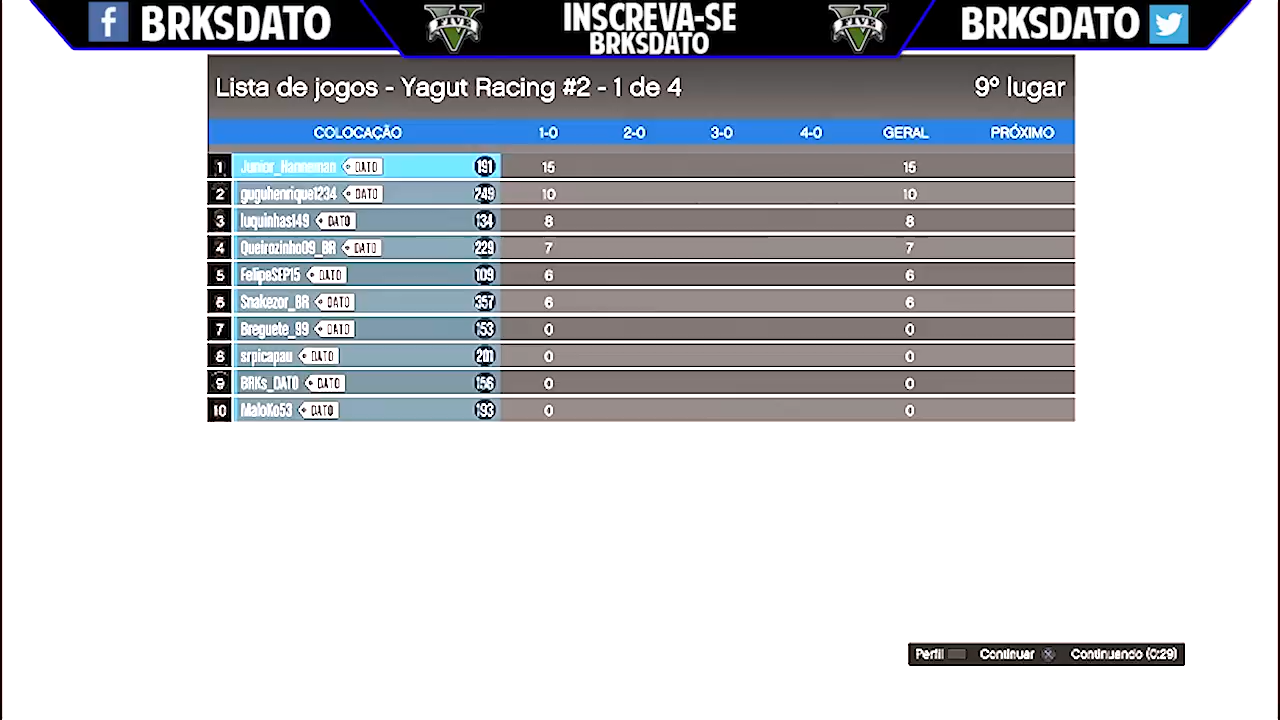 BRKSDATO
INSCREVA-SE
BRKSDATO
BRKSDATO
Lista de jogos - Yagut Racing #2 - 1 de 4 9º lugar
COLOCAÇÃO 1-0 2-0 3-0 4-0 GERAL PRÓXIMO
1 Junior_Hanneman DATO 191 15 15
2 guguhenrique1234 DATO 249 10 10
3 luquinhas149 DATO 134 8 8
4 Queirozinho09_BR DATO 229 7 7
5 FelipeSEP15 DATO 109 6 6
6 Snakezor_BR DATO 357 6 6
7 Breguete_99 DATO 153 0 0
8 srpicapau DATO 201 0 0
9 BRKs_DATO DATO 156 0 0
10 MaloKo53 DATO 193 0 0
Perfil Continuar Continuando (0:29)